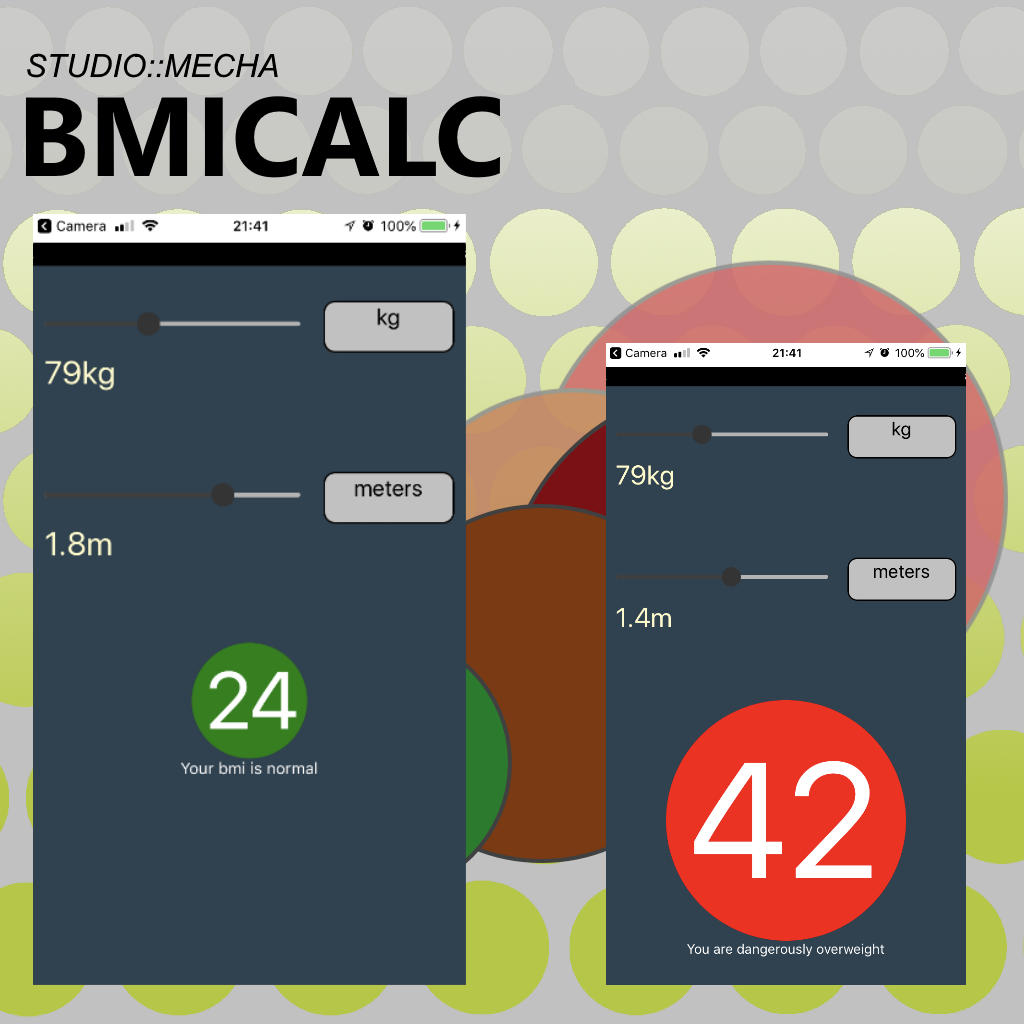 STUDIO::MECHA
BMICALC
Camera 21:41 100%
kg
79kg
meters
1.8m
24
Your bmi is normal
Camera 21:41 100%
kg
79kg
meters
1.4m
42
You are dangerously overweight